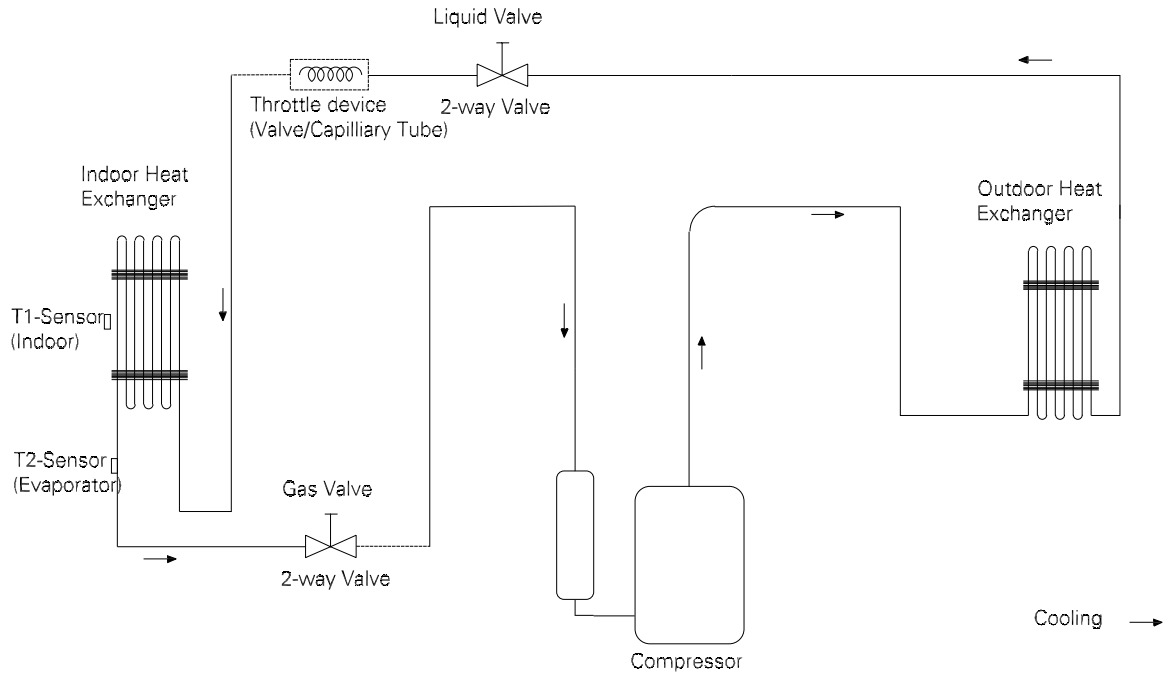 Liquid Valve
Throttle device
(Valve/Capilliary Tube)
2-way Valve
Indoor Heat
Exchanger
Outdoor Heat
Exchanger
T1-Sensor
(Indoor)
T2-Sensor
(Evaporator)
Gas Valve
2-way Valve
Cooling
Compressor